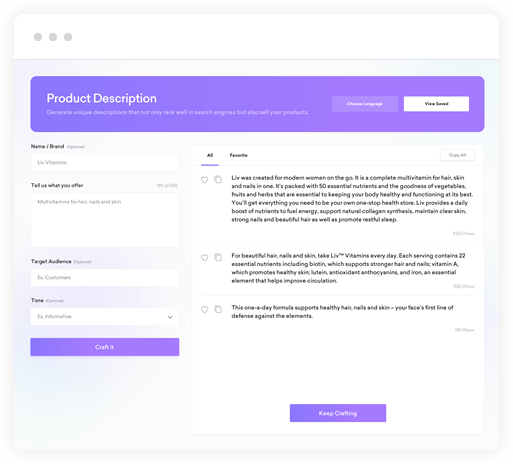 Product Description
Generate unique descriptions that not only rank well in search engines but also sell your products.
Choose Language
View Saved
Name / Brand (Optional)
Liv Vitamins
Tell us what you offer
Multivitamins for hair, nails and skin
Target Audience (Optional)
Ex: Customers
Tone (Optional)
Ex: Informative
Craft it
All
Favorite
Copy All
Liv was created for modern women on the go. It is a complete multivitamin for hair, skin
and nails in one. It's packed with 50 essential nutrients and the goodness of vegetables,
fruits and herbs that are essential to keeping your body healthy and functioning at its best.
You'll get everything you need to be your own one-stop health store. Liv provides a daily
boost of nutrients to fuel energy, support natural collagen synthesis, maintain clear skin,
strong nails and beautiful hair as well as promote restful sleep.
For beautiful hair, nails and skin, take Liv™ Vitamins every day. Each serving contains 22
essential nutrients including biotin, which supports stronger hair and nails; vitamin A,
which promotes healthy skin; lutein, antioxidant anthocyanins, and iron, an essential
element that helps improve circulation.
This one-a-day formula supports healthy hair, nails and skin – your face's first line of
defense against the elements.
Keep Crafting